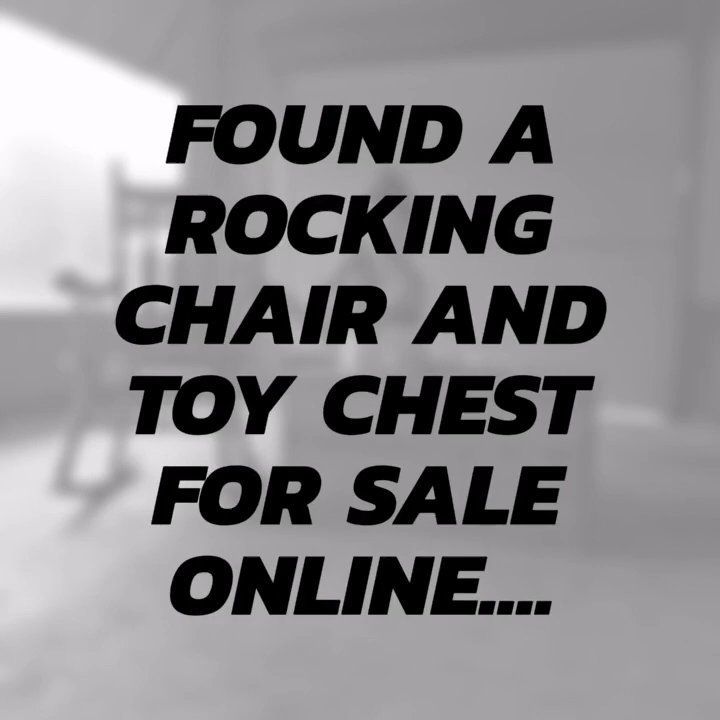 FOUND A
ROCKING
CHAIR AND
TOY CHEST
FOR SALE
ONLINE....